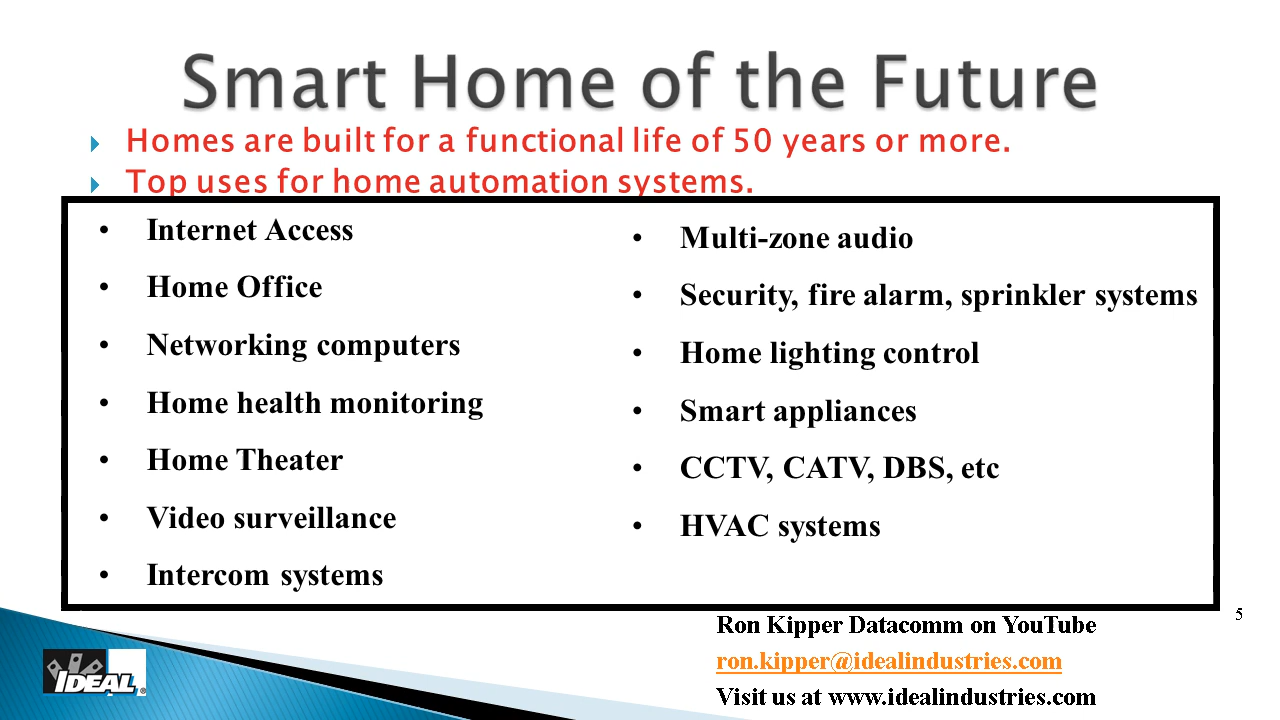 Smart Home of the Future
Homes are built for a functional life of 50 years or more.
Top uses for home automation systems.
• Internet Access
• Home Office
• Networking computers
• Home health monitoring
• Home Theater
• Video surveillance
• Intercom systems
• Multi-zone audio
• Security, fire alarm, sprinkler systems
• Home lighting control
• Smart appliances
• CCTV, CATV, DBS, etc
• HVAC systems
5
Ron Kipper Datacomm on YouTube
ron.kipper@idealindustries.com
Visit us at www.idealindustries.com
IDEAL®